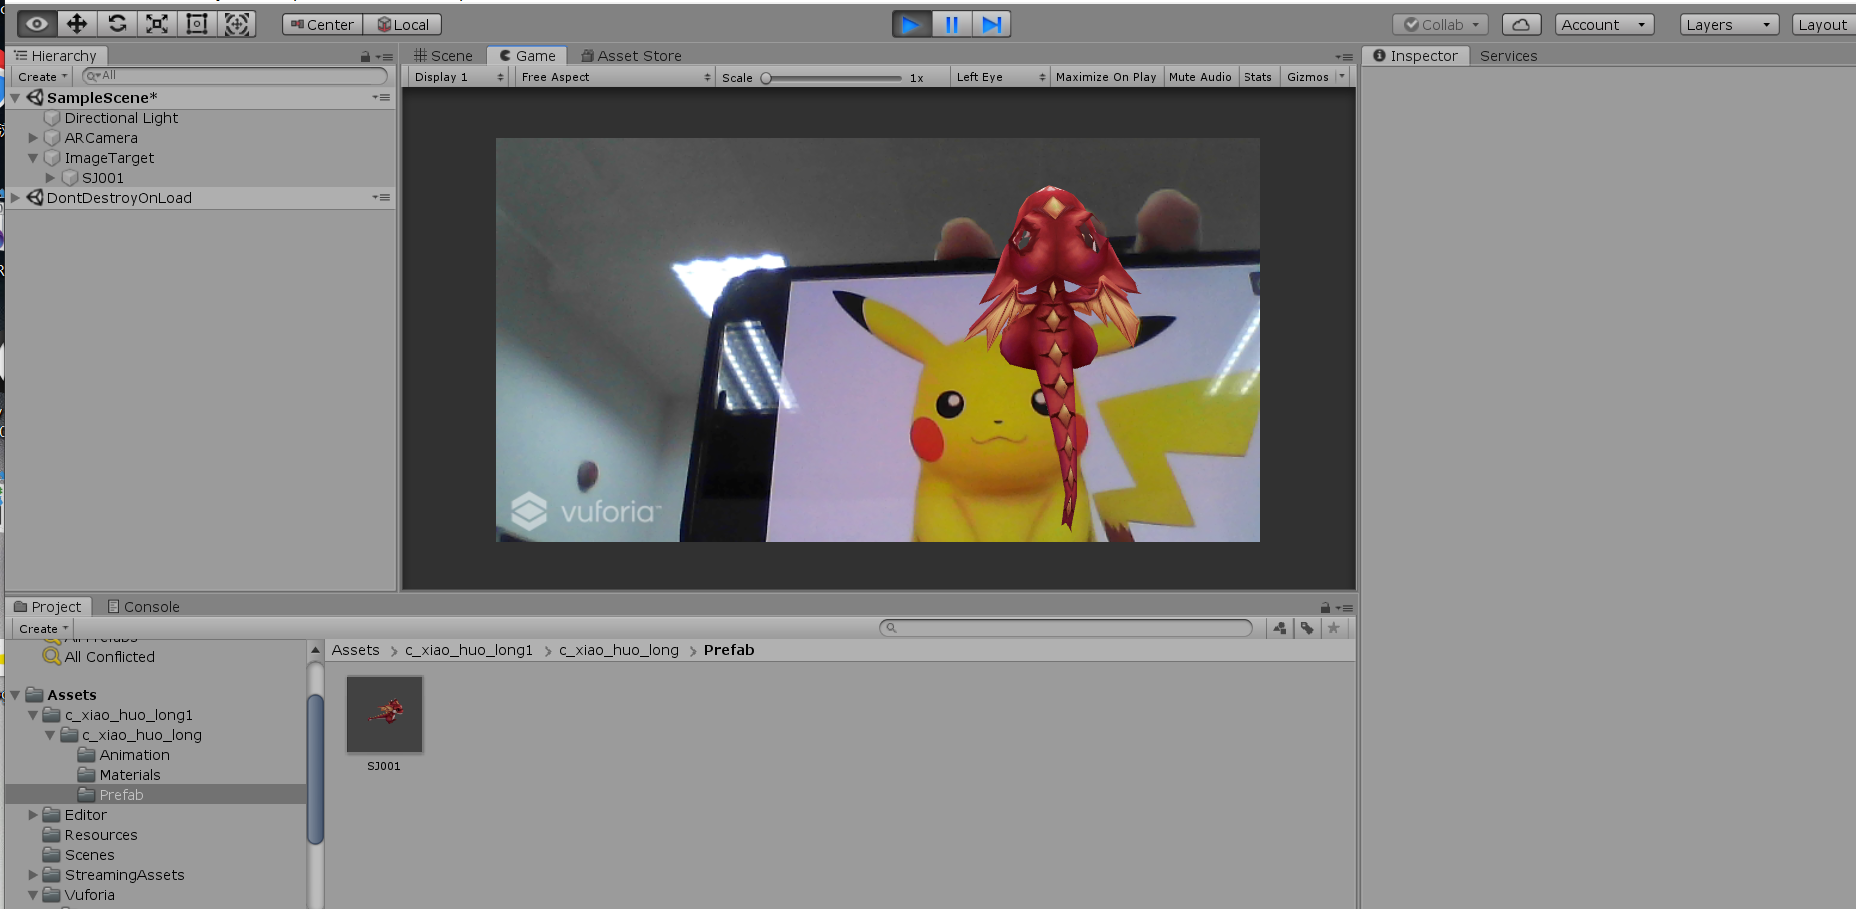 Center
Local
Collab
Account
Layers
Layout
Hierarchy
Create
All
SampleScene*
Directional Light
ARCamera
ImageTarget
SJ001
DontDestroyOnLoad
Scene
Game
Asset Store
Display 1
Free Aspect
Scale
1x
Left Eye
Maximize On Play
Mute Audio
Stats
Gizmos
vuforia™
Inspector
Services
Project
Console
Create
All Prefabs
All Conflicted
Assets
c_xiao_huo_long1
c_xiao_huo_long
Animation
Materials
Prefab
Editor
Resources
Scenes
StreamingAssets
Vuforia
Assets > c_xiao_huo_long1 > c_xiao_huo_long > Prefab
SJ001